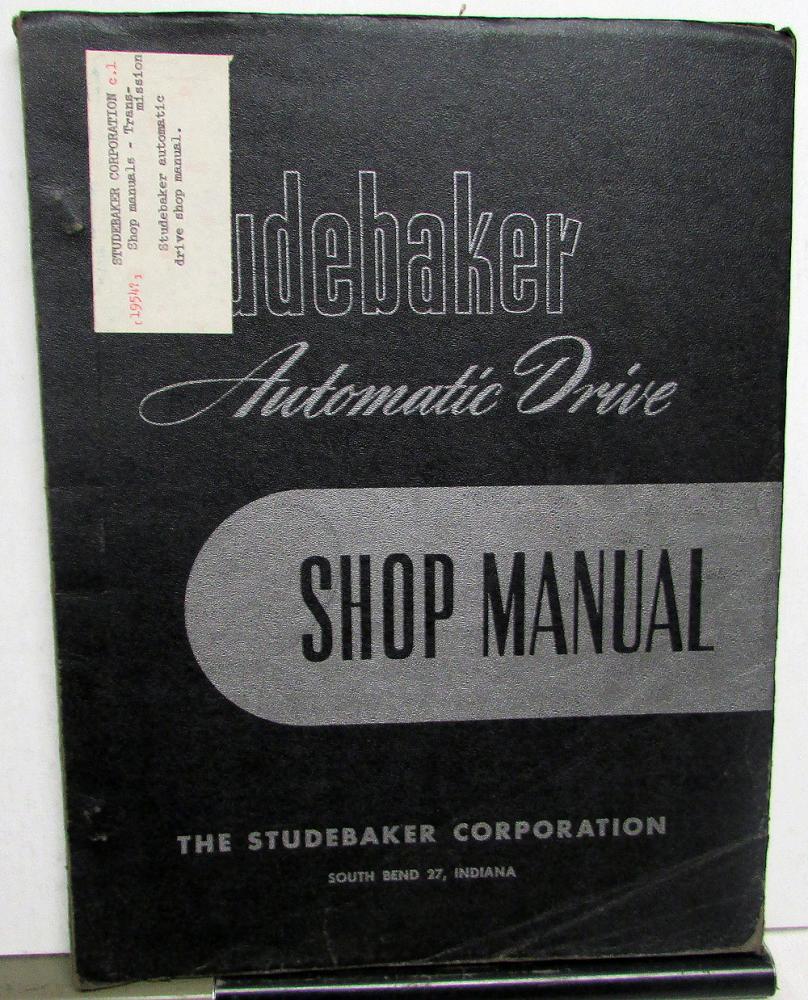 STUDEBAKER CORPORATION c.1
Shop manuals - Trans-
mission
Studebaker automatic
drive shop manual.
[1954?]
udebaker
Automatic Drive
SHOP MANUAL
THE STUDEBAKER CORPORATION
SOUTH BEND 27, INDIANA